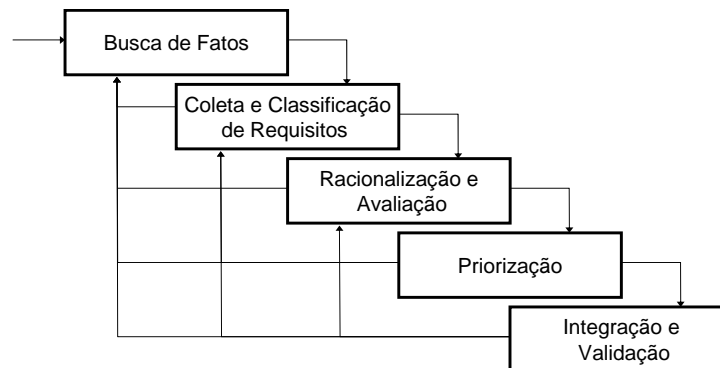 Busca de Fatos
Coleta e Classificação
de Requisitos
Racionalização e
Avaliação
Priorização
Integração e
Validação